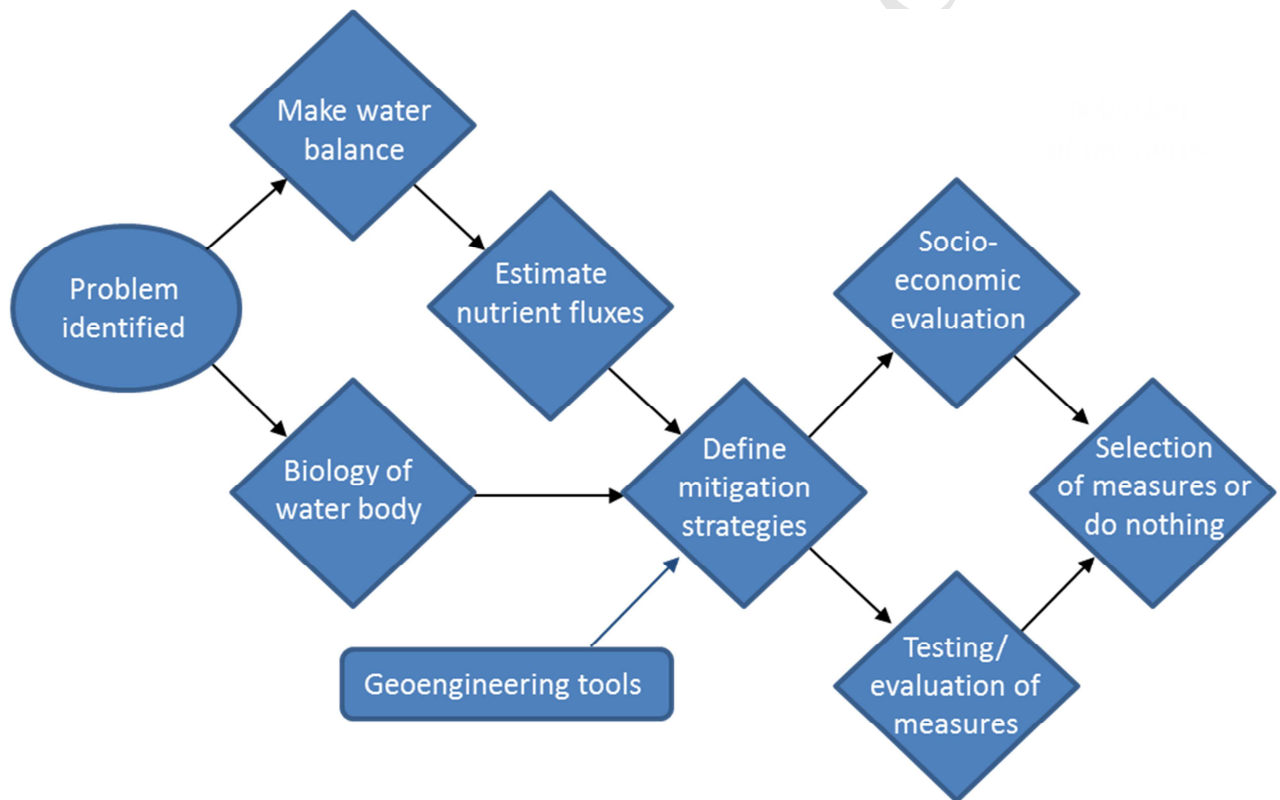 Make water
balance
Problem
identified
Estimate
nutrient fluxes
Biology of
water body
Define
mitigation
strategies
Geoengineering tools
Socio-
economic
evaluation
Testing/
evaluation of
measures
Selection
of measures or
do nothing